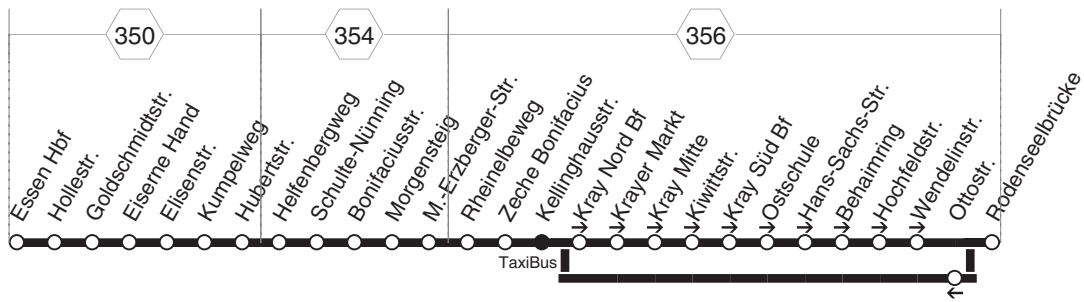 350
354
356
Essen Hbf
Hollestr.
Goldschmidtstr.
Eiserne Hand
Elisenstr.
Kumpelweg
Hubertstr.
Helfenbergweg
Schulte-Nünning
Bonifaciusstr.
Morgensteig
M.-Erzberger-Str.
Rheinelbeweg
Zeche Bonifacius
Kellinghausstr.
Kray Nord Bf
Krayer Markt
Kray Mitte
Kiwittstr.
Kray Süd Bf
Ostschule
Hans-Sachs-Str.
Behaimring
Hochfeldstr.
Wendelinstr.
Ottostr.
Rodenseelbrücke
TaxiBus